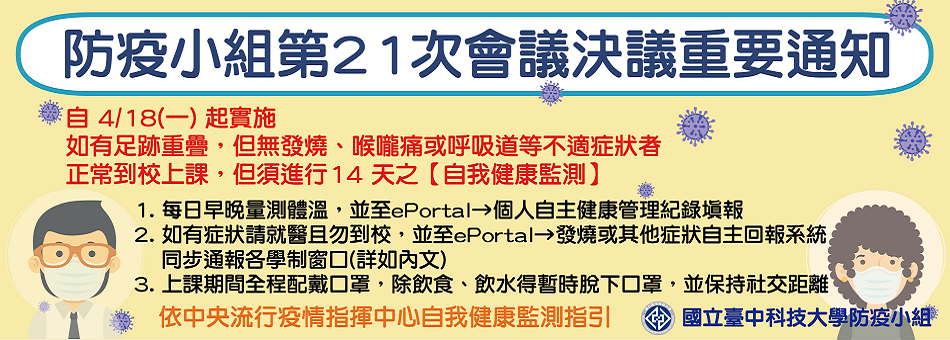 防疫小組第21次會議決議重要通知
自 4/18(一) 起實施
如有足跡重疊，但無發燒、喉嚨痛或呼吸道等不適症狀者
正常到校上課，但須進行14 天之【自我健康監測】
1. 每日早晚量測體溫，並至ePortal→個人自主健康管理紀錄填報
2. 如有症狀請就醫且勿到校，並至ePortal→發燒或其他症狀自主回報系統
同步通報各學制窗口(詳如內文)
3. 上課期間全程配戴口罩，除飲食、飲水得暫時脫下口罩，並保持社交距離
依中央流行疫情指揮中心自我健康監測指引 國立臺中科技大學防疫小組